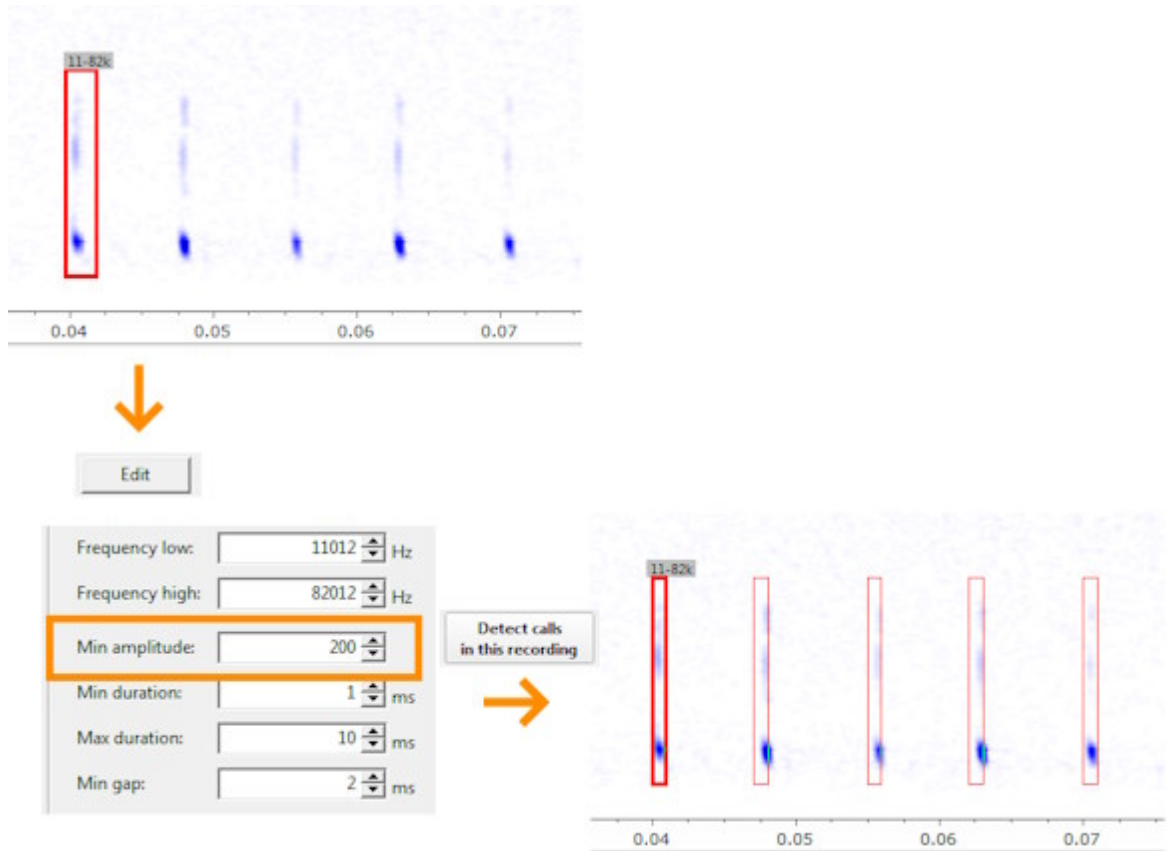 11-82k
0.04 0.05 0.06 0.07
Edit
Frequency low: 11012 Hz
Frequency high: 82012 Hz
Min amplitude: 200
Min duration: 1 ms
Max duration: 10 ms
Min gap: 2 ms
Detect calls
in this recording
11-82k
0.04 0.05 0.06 0.07